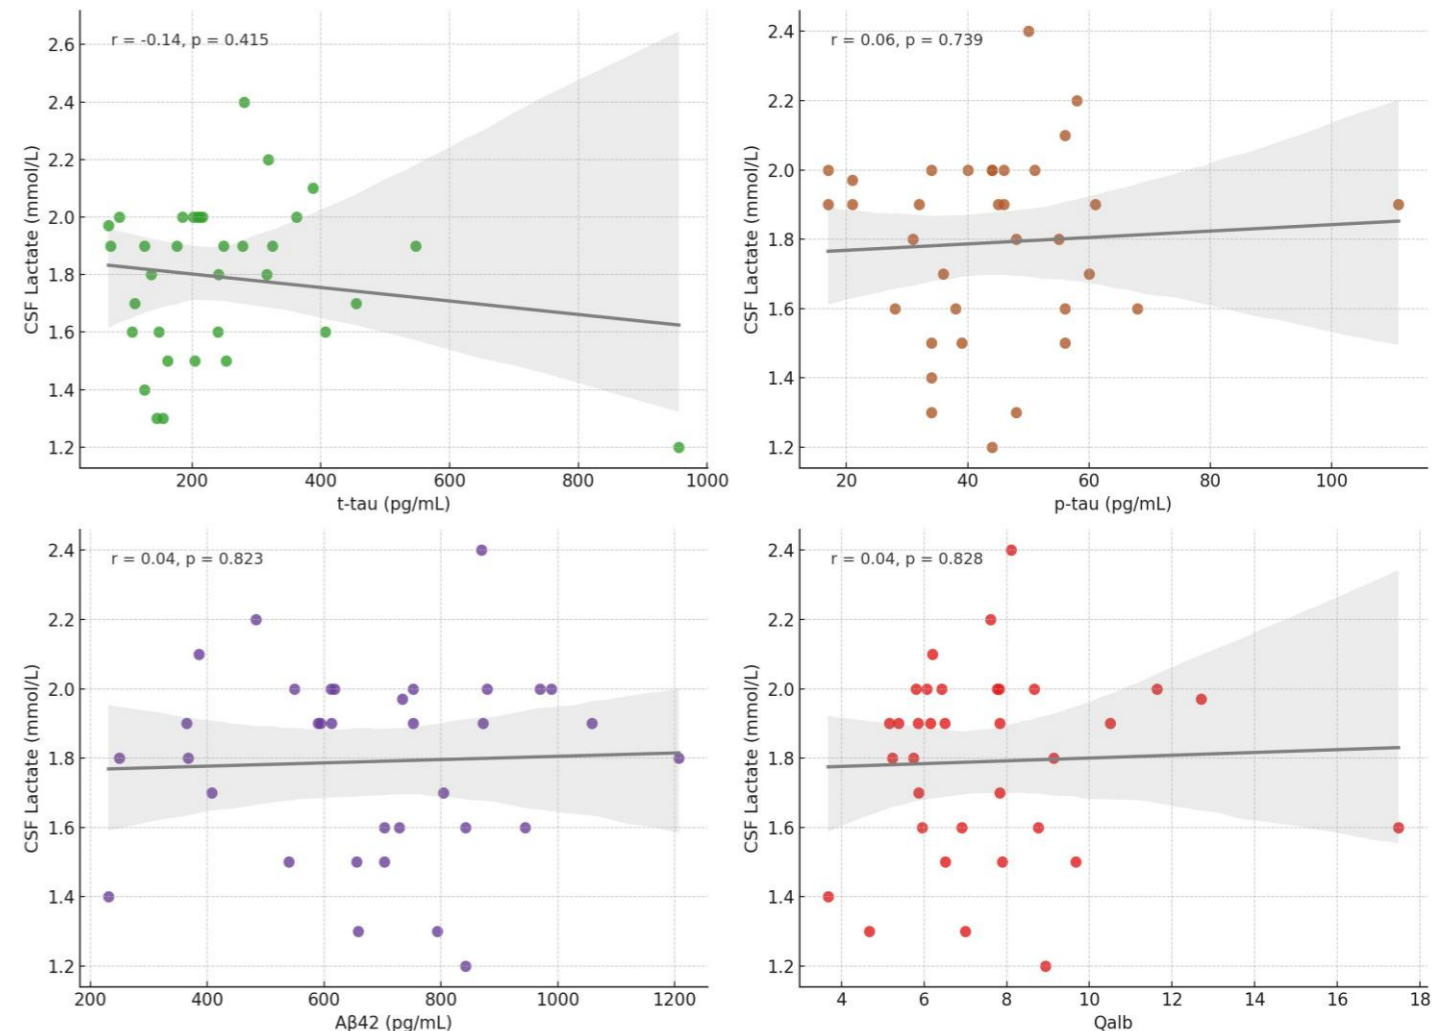 r = -0.14, p = 0.415
2.6
2.4
2.2
2.0
1.8
1.6
1.4
1.2
CSF Lactate (mmol/L)
200 400 600 800 1000
t-tau (pg/mL)
r = 0.06, p = 0.739
2.4
2.2
2.0
1.8
1.6
1.4
1.2
CSF Lactate (mmol/L)
20 40 60 80 100
p-tau (pg/mL)
r = 0.04, p = 0.823
2.4
2.2
2.0
1.8
1.6
1.4
1.2
CSF Lactate (mmol/L)
200 400 600 800 1000 1200
Aβ42 (pg/mL)
r = 0.04, p = 0.828
2.4
2.2
2.0
1.8
1.6
1.4
1.2
CSF Lactate (mmol/L)
4 6 8 10 12 14 16 18
Qalb